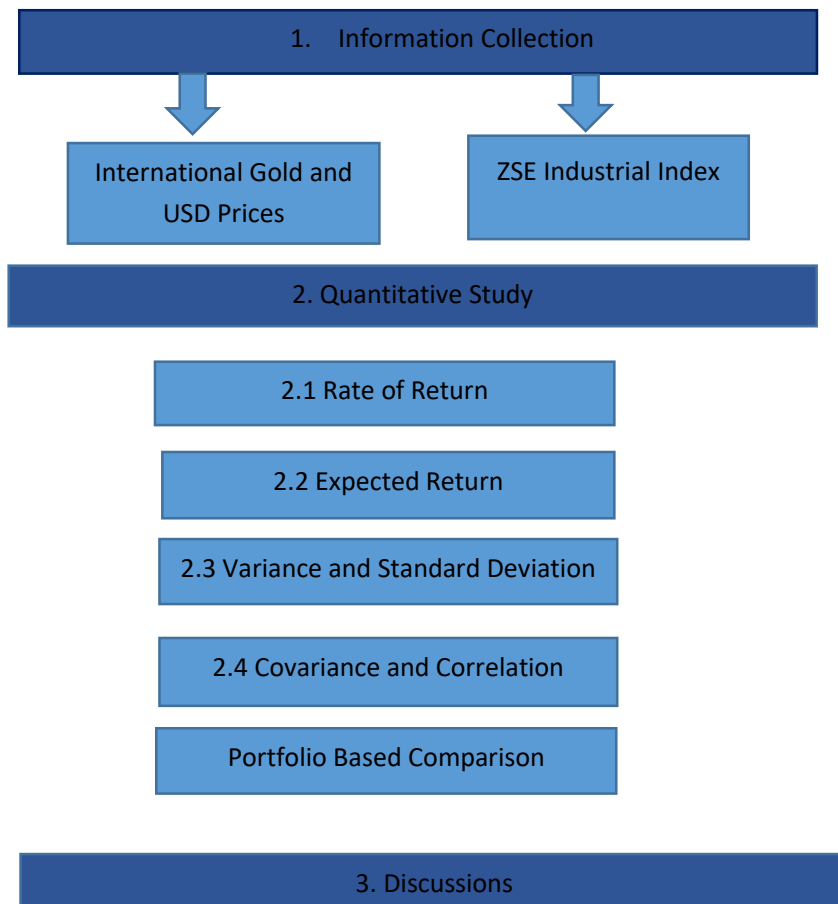 1. Information Collection
International Gold and
USD Prices
ZSE Industrial Index
2. Quantitative Study
2.1 Rate of Return
2.2 Expected Return
2.3 Variance and Standard Deviation
2.4 Covariance and Correlation
Portfolio Based Comparison
3. Discussions